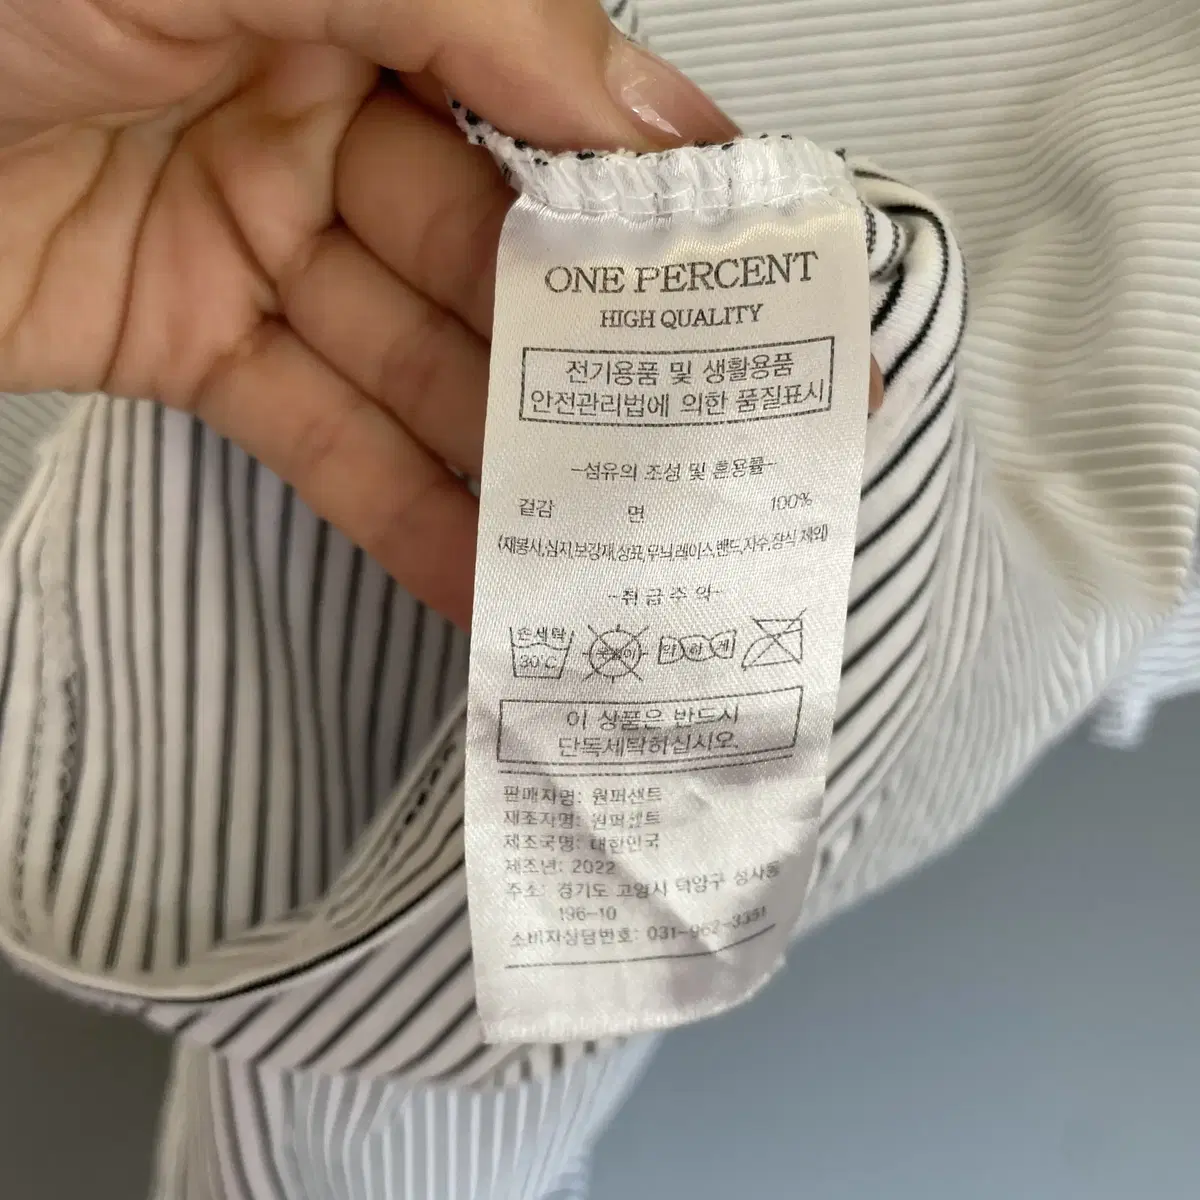 ONE PERCENT
HIGH QUALITY
전기용품 및 생활용품
안전관리법에 의한 품질표시
-섬유의 조성 및 혼용률-
겉감 면 100%
(재봉사,심지,보강재,상표,무늬,레이스,밴드,자수,장식 제외)
-취급주의-
손세탁
30℃
약하게
이 상품은 반드시
단독세탁하십시오.
판매자명: 원퍼센트
제조자명: 원퍼센트
제조국명: 대한민국
제조년: 2022
주소: 경기도 고양시 덕양구 성사동
196-10
소비자상담번호: 031-962-3351